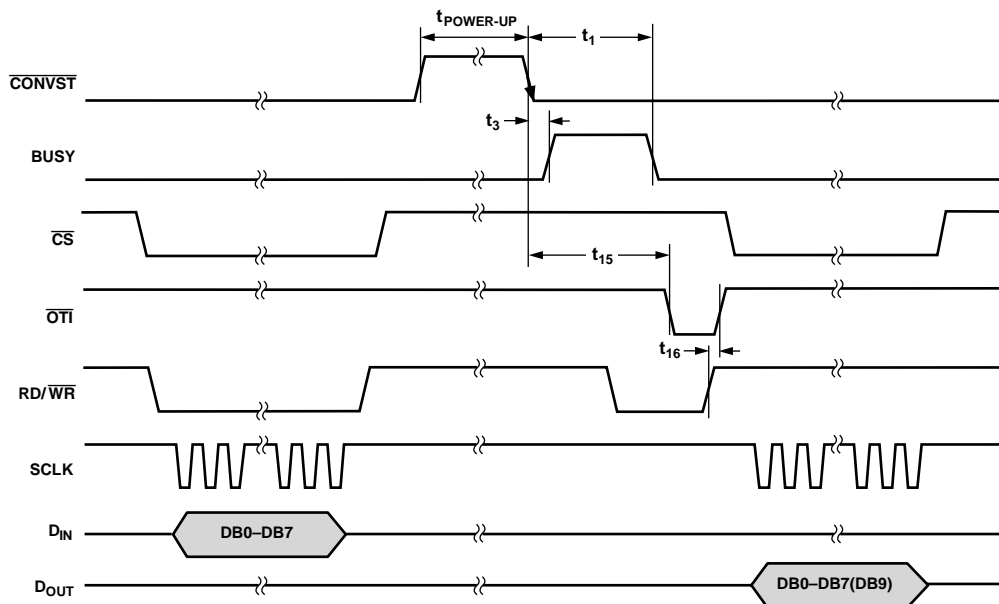 tPOWER-UP
t1
CONVST
t3
BUSY
CS
t15
OTI
t16
RD/WR
SCLK
DIN
DB0–DB7
DOUT
DB0–DB7(DB9)